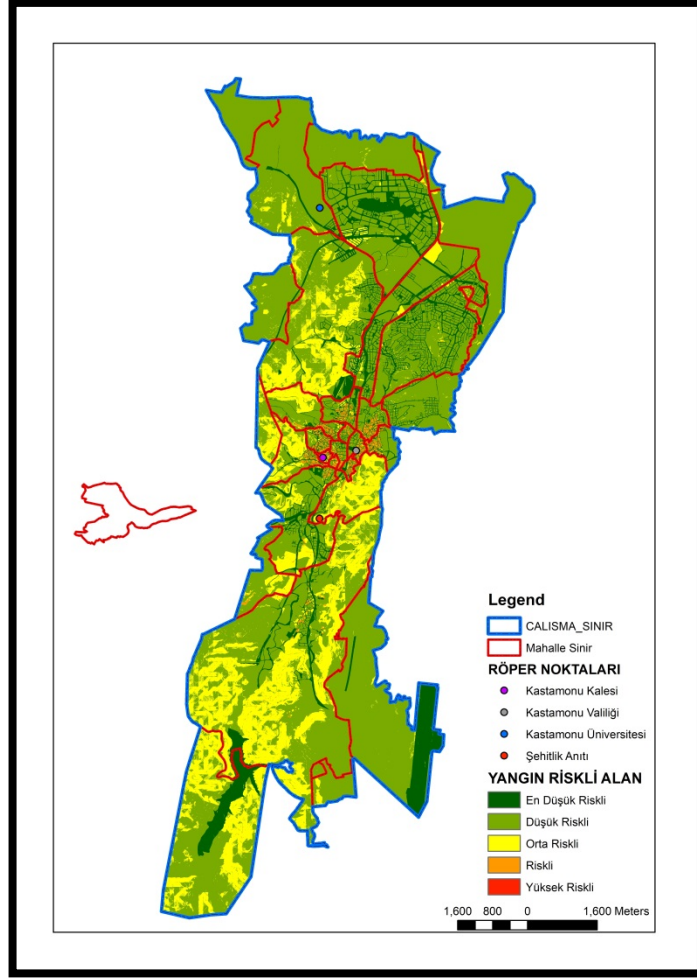 Legend
CALISMA_SINIR
Mahalle Sinir
RÖPER NOKTALARI
Kastamonu Kalesi
Kastamonu Valiliği
Kastamonu Üniversitesi
Şehitlik Anıtı
YANGIN RİSKLİ ALAN
En Düşük Riskli
Düşük Riskli
Orta Riskli
Riskli
Yüksek Riskli
1,600 800 0 1,600 Meters